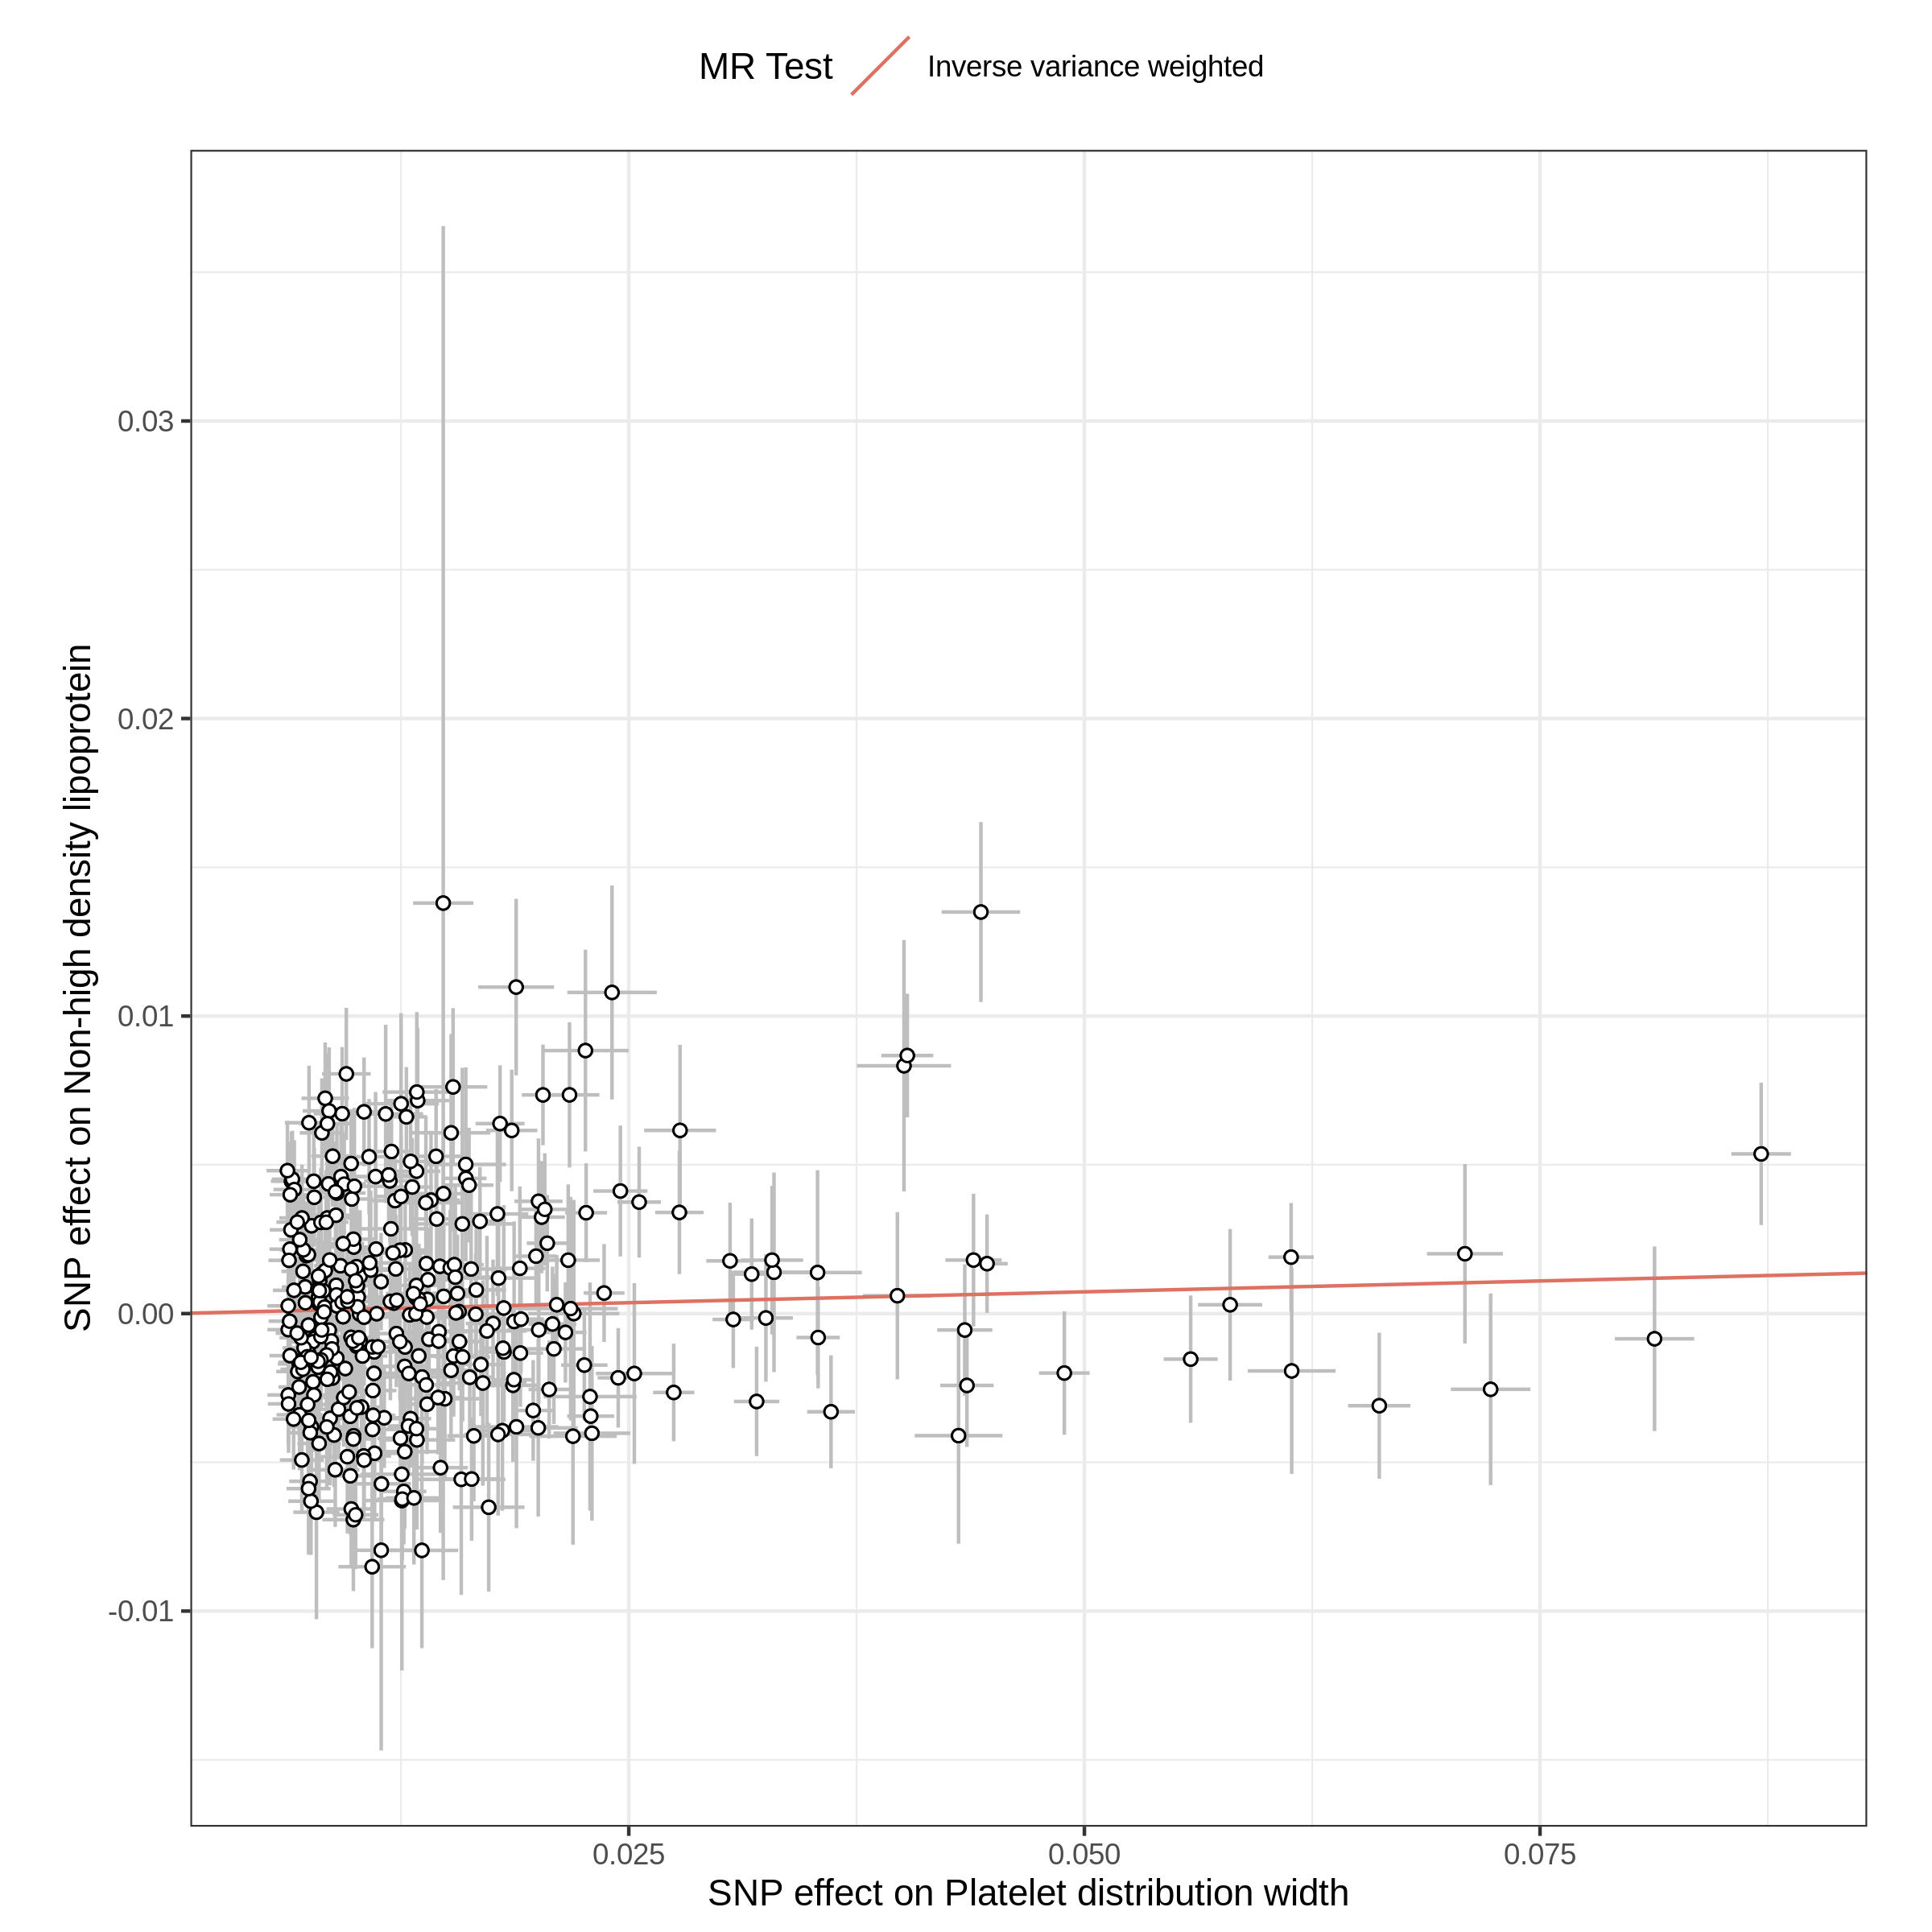 MR Test
Inverse variance weighted
SNP effect on Non-high density lipoprotein
0.03
0.02
0.01
0.00
-0.01
0.025
0.050
0.075
SNP effect on Platelet distribution width